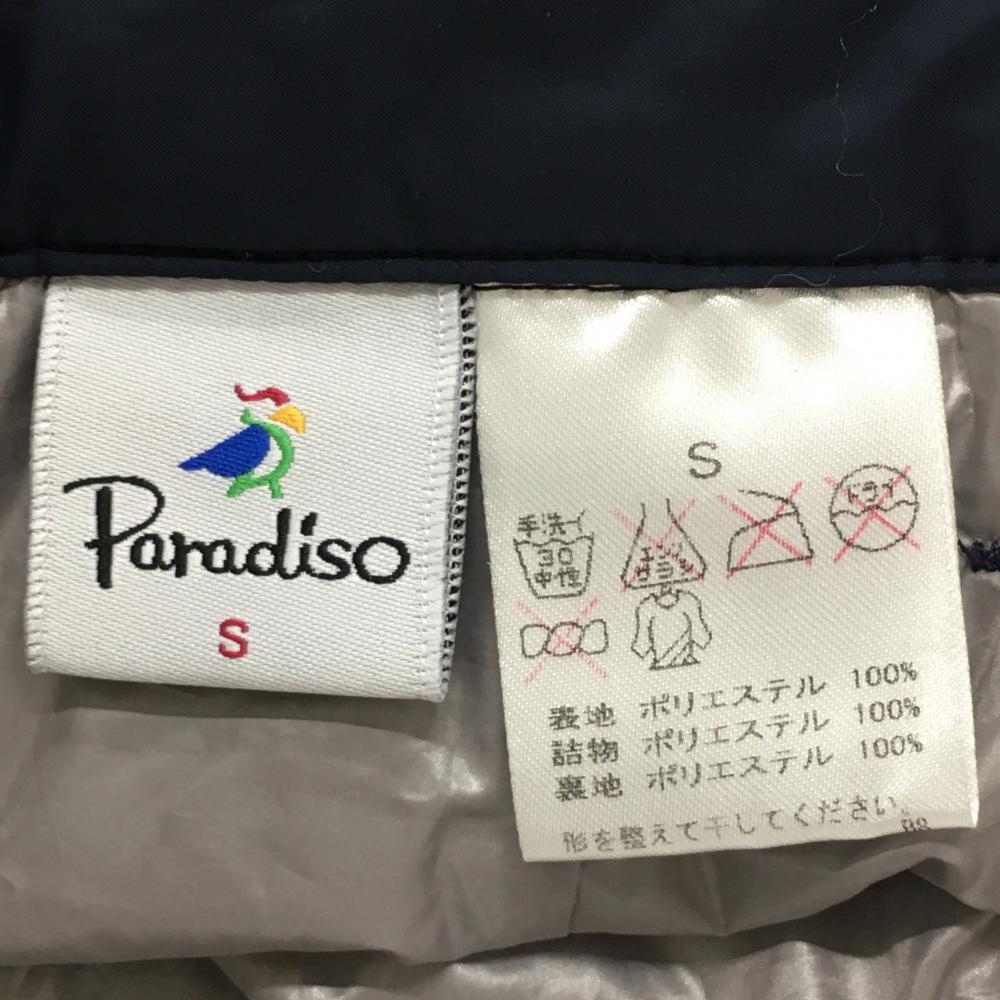 Paradiso
S
S
手洗イ
30
中性
エンソ
サラシ
ドライ
表地 ポリエステル 100%
詰物 ポリエステル 100%
裏地 ポリエステル 100%
形を整えて干してください。
98